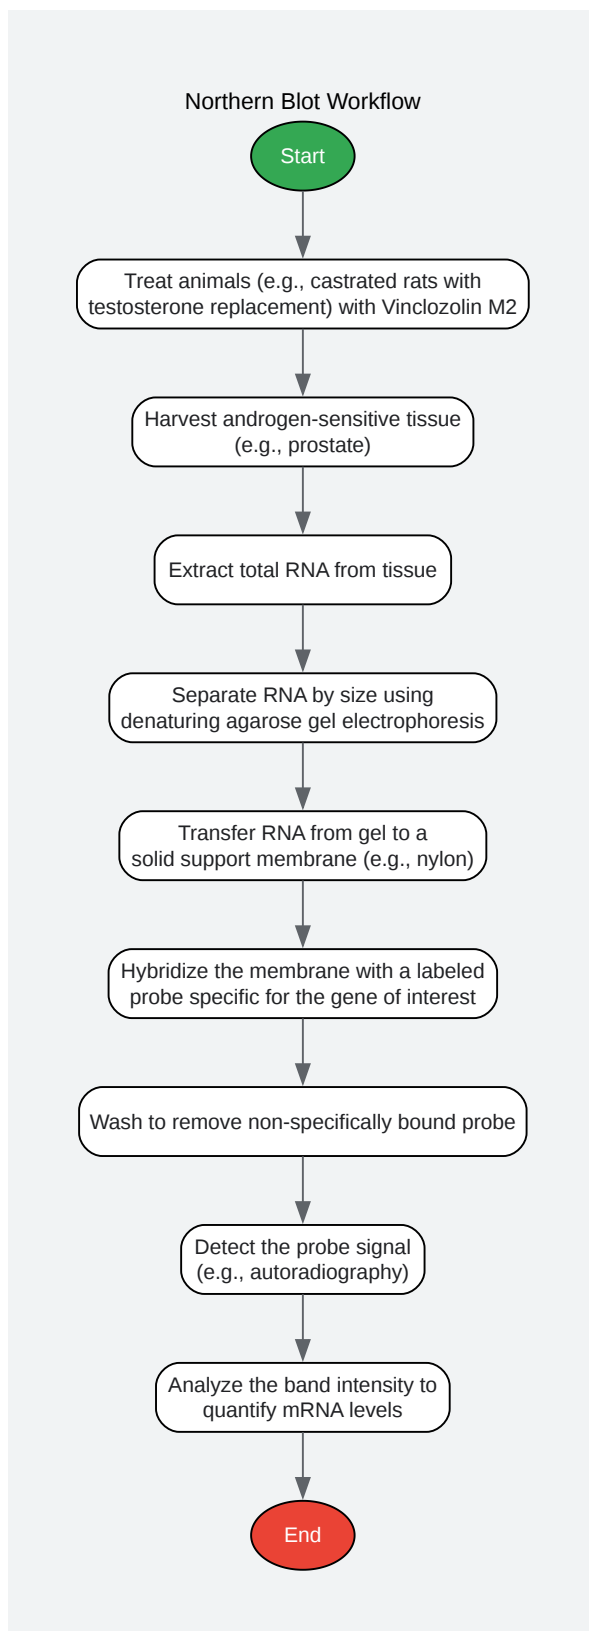 Northern Blot Workflow
Start
Treat animals (e.g., castrated rats with
testosterone replacement) with Vinclozolin M2
Harvest androgen-sensitive tissue
(e.g., prostate)
Extract total RNA from tissue
Separate RNA by size using
denaturing agarose gel electrophoresis
Transfer RNA from gel to a
solid support membrane (e.g., nylon)
Hybridize the membrane with a labeled
probe specific for the gene of interest
Wash to remove non-specifically bound probe
Detect the probe signal
(e.g., autoradiography)
Analyze the band intensity to
quantify mRNA levels
End